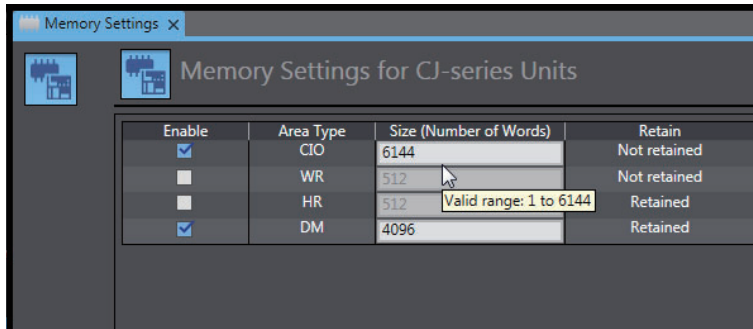 Memory Settings x
Memory Settings for CJ-series Units
Enable Area Type Size (Number of Words) Retain
CIO 6144 Not retained
WR 512 Not retained
HR 512 Retained
Valid range: 1 to 6144
DM 4096 Retained